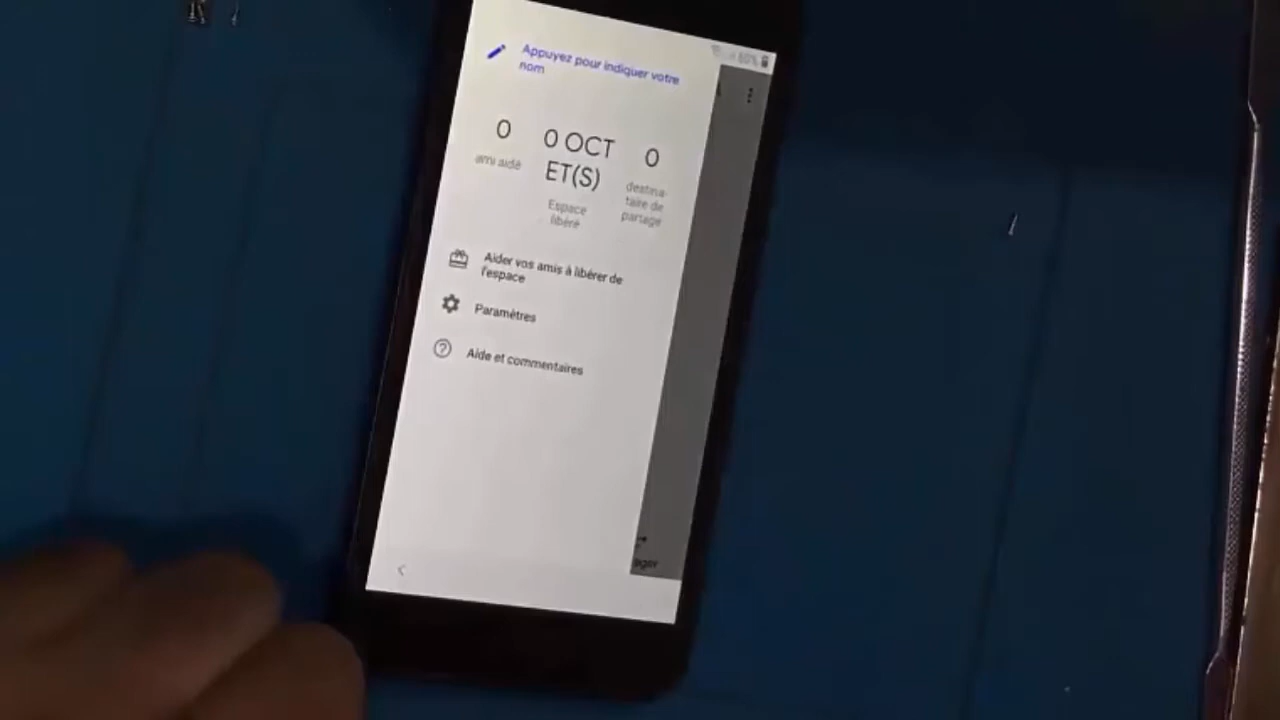 60%
Appuyez pour indiquer votre
nom
0
0 OCT
ET(S)
0
ami aidé
Espace
libéré
destina-
taire de
partage
Aider vos amis à libérer de
l'espace
Paramètres
Aide et commentaires